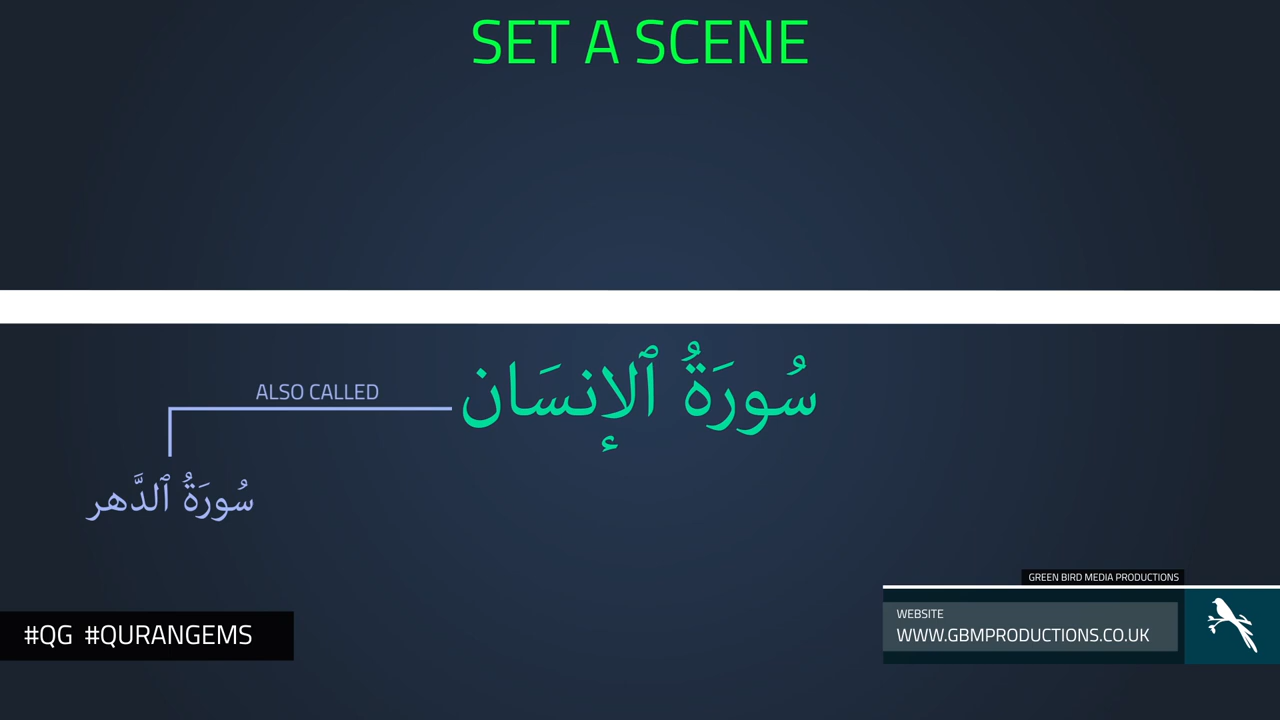 SET A SCENE
سُورَةُ ٱلإِنسَان
ALSO CALLED
سُورَةُ ٱلدَّهر
GREEN BIRD MEDIA PRODUCTIONS
WEBSITE
WWW.GBMPRODUCTIONS.CO.UK
#QG #QURANGEMS